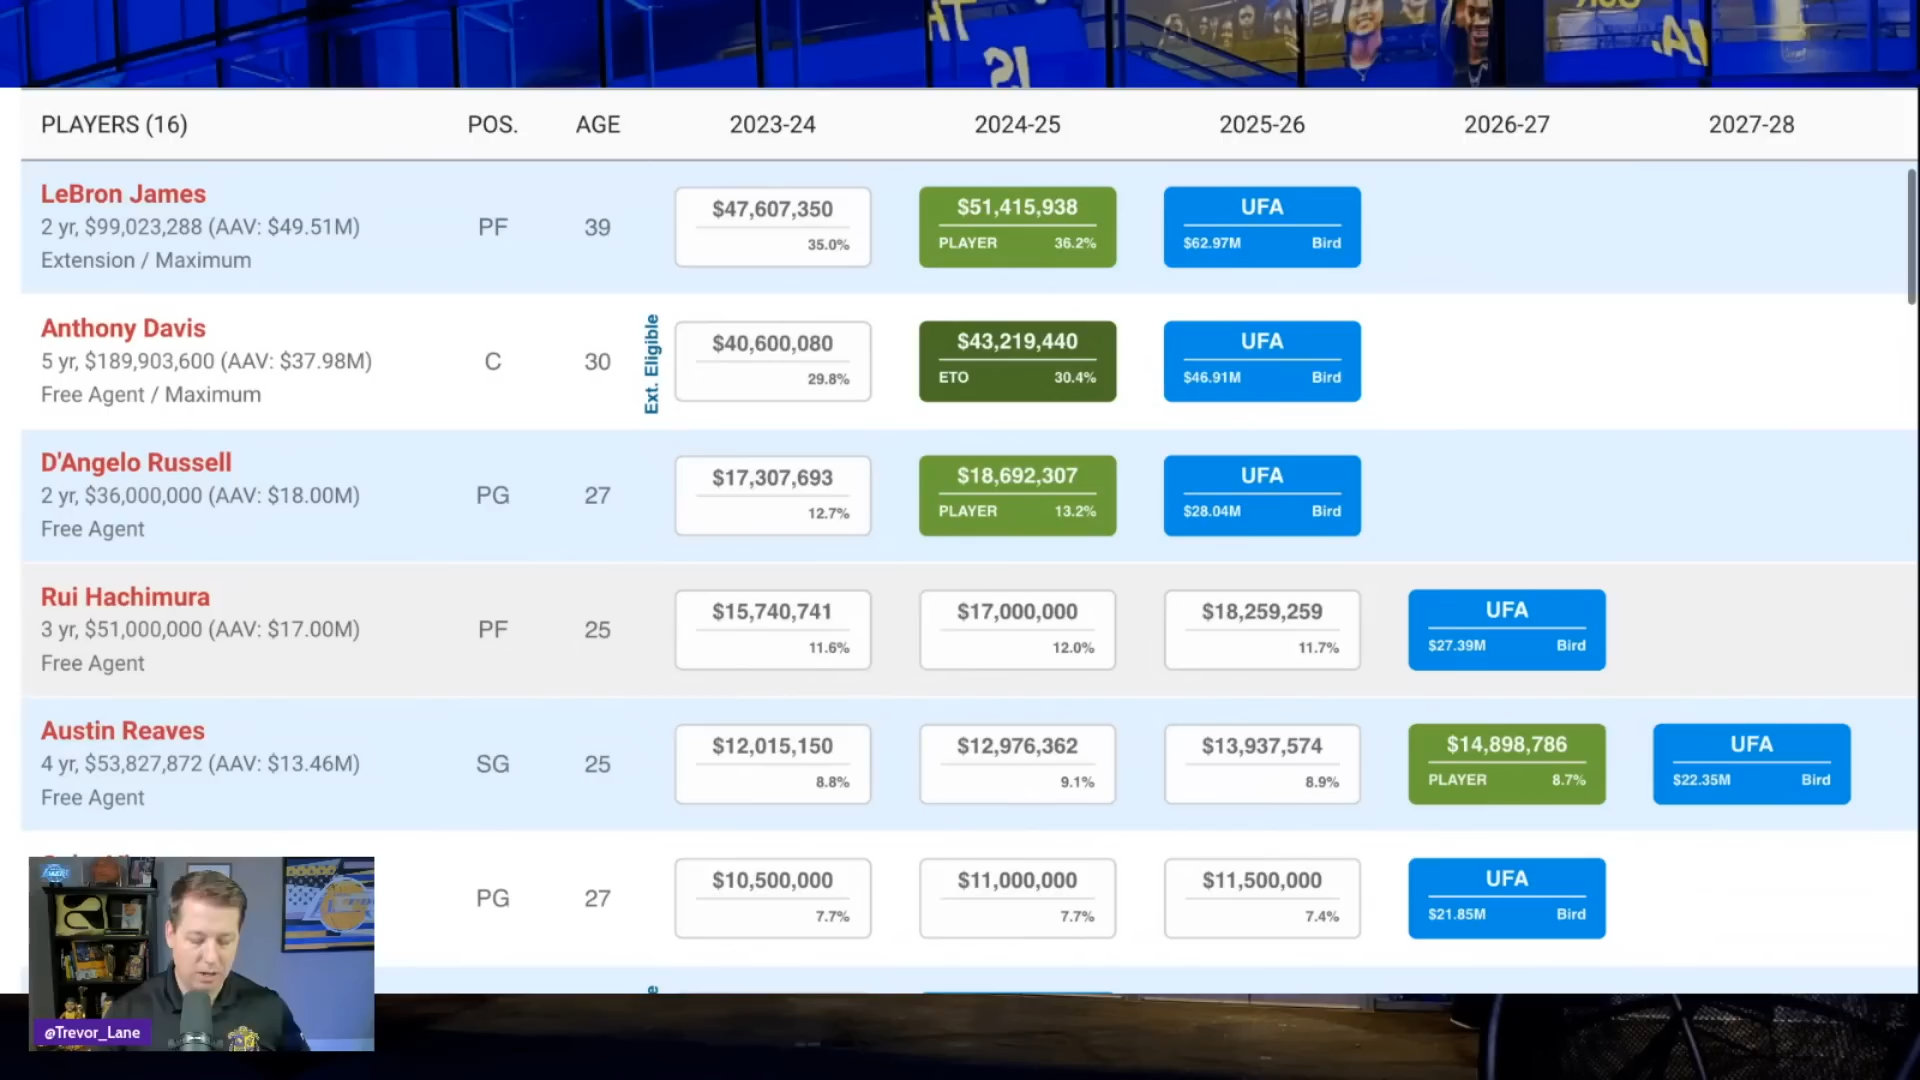 PLAYERS (16) POS. AGE 2023-24 2024-25 2025-26 2026-27 2027-28
LeBron James
2 yr, $99,023,288 (AAV: $49.51M)
Extension / Maximum
PF 39
$47,607,350
35.0%
$51,415,938
PLAYER 36.2%
UFA
$62.97M Bird
Anthony Davis
5 yr, $189,903,600 (AAV: $37.98M)
Free Agent / Maximum
C 30
Ext. Eligible
$40,600,080
29.8%
$43,219,440
ETO 30.4%
UFA
$46.91M Bird
D'Angelo Russell
2 yr, $36,000,000 (AAV: $18.00M)
Free Agent
PG 27
$17,307,693
12.7%
$18,692,307
PLAYER 13.2%
UFA
$28.04M Bird
Rui Hachimura
3 yr, $51,000,000 (AAV: $17.00M)
Free Agent
PF 25
$15,740,741
11.6%
$17,000,000
12.0%
$18,259,259
11.7%
UFA
$27.39M Bird
Austin Reaves
4 yr, $53,827,872 (AAV: $13.46M)
Free Agent
SG 25
$12,015,150
8.8%
$12,976,362
9.1%
$13,937,574
8.9%
$14,898,786
PLAYER 8.7%
UFA
$22.35M Bird
PG 27
$10,500,000
7.7%
$11,000,000
7.7%
$11,500,000
7.4%
UFA
$21.85M Bird
@Trevor_Lane